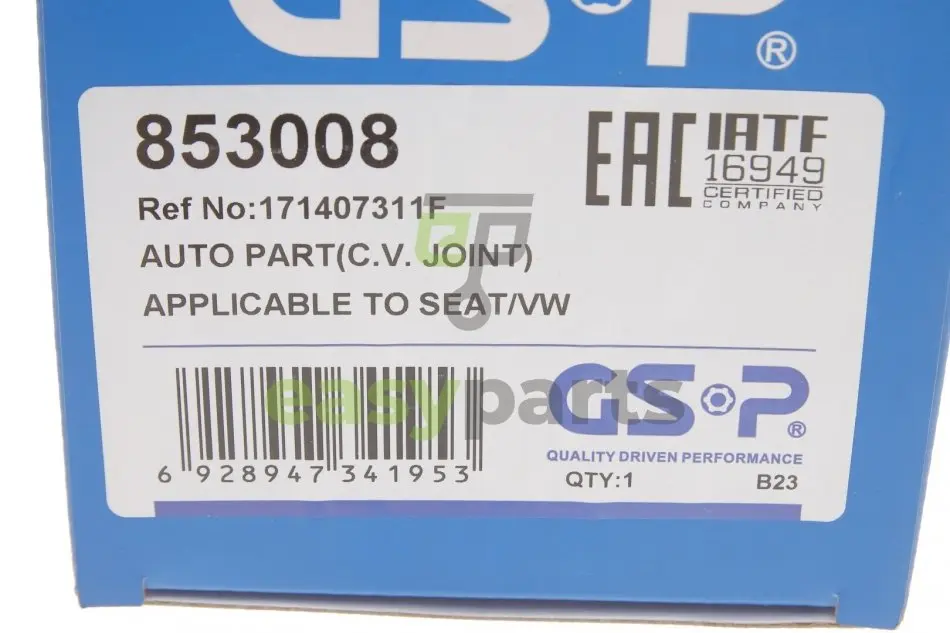 GSP
®
853008
EAC
IATF
16949
CERTIFIED
COMPANY
Ref No:171407311F
AUTO PART(C.V. JOINT)
APPLICABLE TO SEAT/VW
easyparts
GSP®
QUALITY DRIVEN PERFORMANCE
6 928947 341953
QTY:1
B23